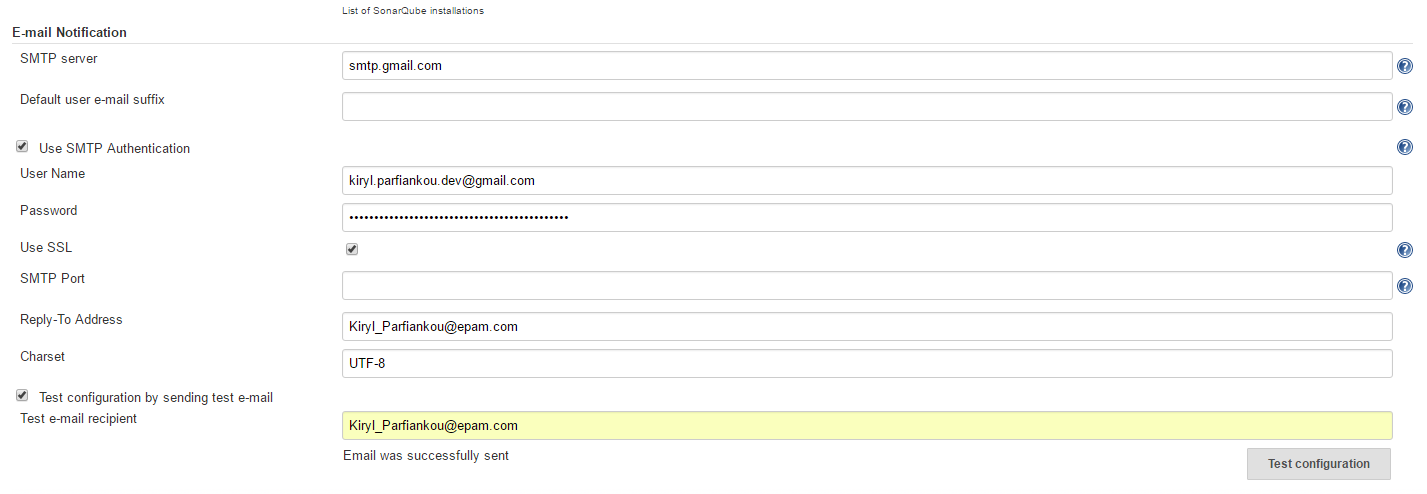 List of SonarQube installations
E-mail Notification
SMTP server
smtp.gmail.com
Default user e-mail suffix
Use SMTP Authentication
User Name
kiryl.parfiankou.dev@gmail.com
Password
••••••••••••••••••••••••••••••••••••••••••••
Use SSL
SMTP Port
Reply-To Address
Kiryl_Parfiankou@epam.com
Charset
UTF-8
Test configuration by sending test e-mail
Test e-mail recipient
Kiryl_Parfiankou@epam.com
Email was successfully sent
Test configuration